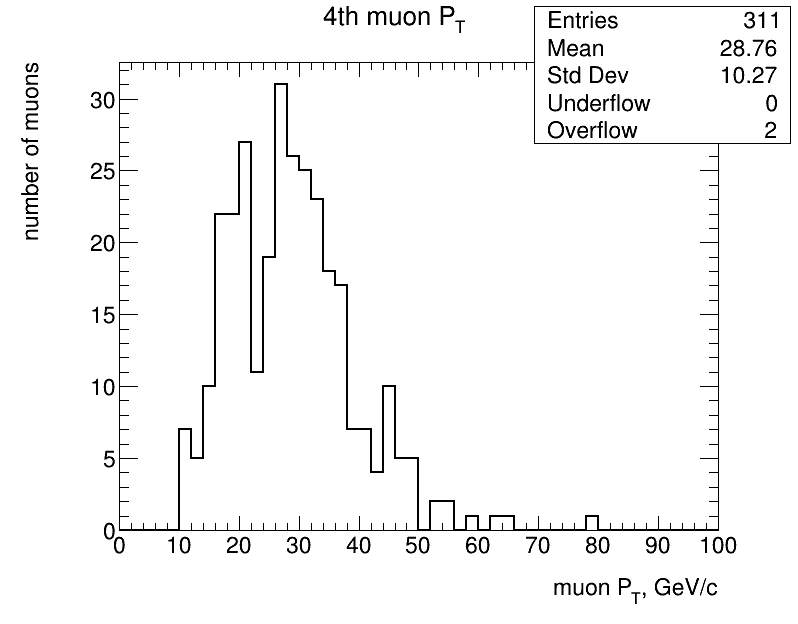 4th muon PT
Entries 311
Mean 28.76
Std Dev 10.27
Underflow 0
Overflow 2
number of muons
30
25
20
15
10
5
0
0 10 20 30 40 50 60 70 80 90 100
muon PT, GeV/c